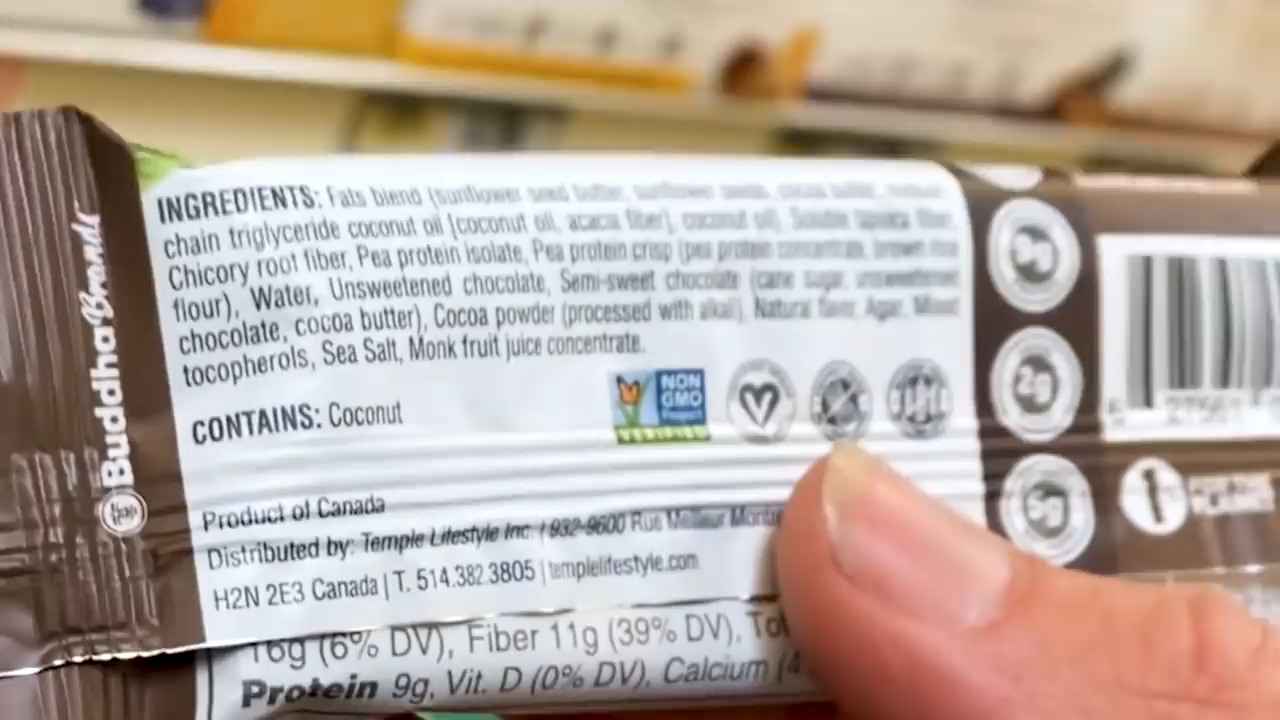 BuddhaBrands
INGREDIENTS: Fats blend (sunflower seed butter, sunflower seeds, cocoa butter, medium
chain triglyceride coconut oil [coconut oil, acacia fiber], coconut oil), Soluble tapioca fiber,
Chicory root fiber, Pea protein isolate, Pea protein crisp (pea protein concentrate, brown rice
flour), Water, Unsweetened chocolate, Semi-sweet chocolate (cane sugar, unsweetened
chocolate, cocoa butter), Cocoa powder (processed with alkali), Natural flavor, Agar, Mixed
tocopherols, Sea Salt, Monk fruit juice concentrate.
CONTAINS: Coconut
NON
GMO
Project
VERIFIED
9g
2g
Product of Canada
Distributed by: Temple Lifestyle Inc. / 932-9600 Rue Meilleur
H2N 2E3 Canada | T. 514.382.3805 | templelifestyle.com
16g (6% DV), Fiber 11g (39% DV),
Protein 9g, Vit. D (0% DV), Calcium (4